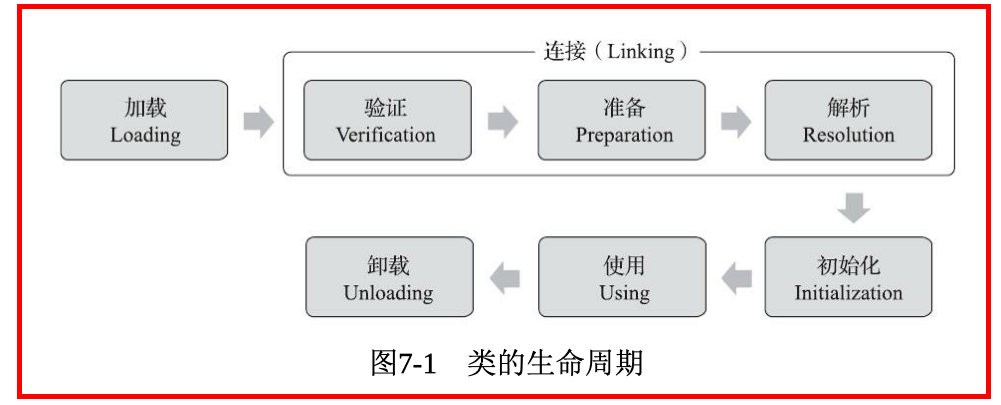 连接（Linking）
加载
Loading
验证
Verification
准备
Preparation
解析
Resolution
初始化
Initialization
使用
Using
卸载
Unloading
图7-1 类的生命周期